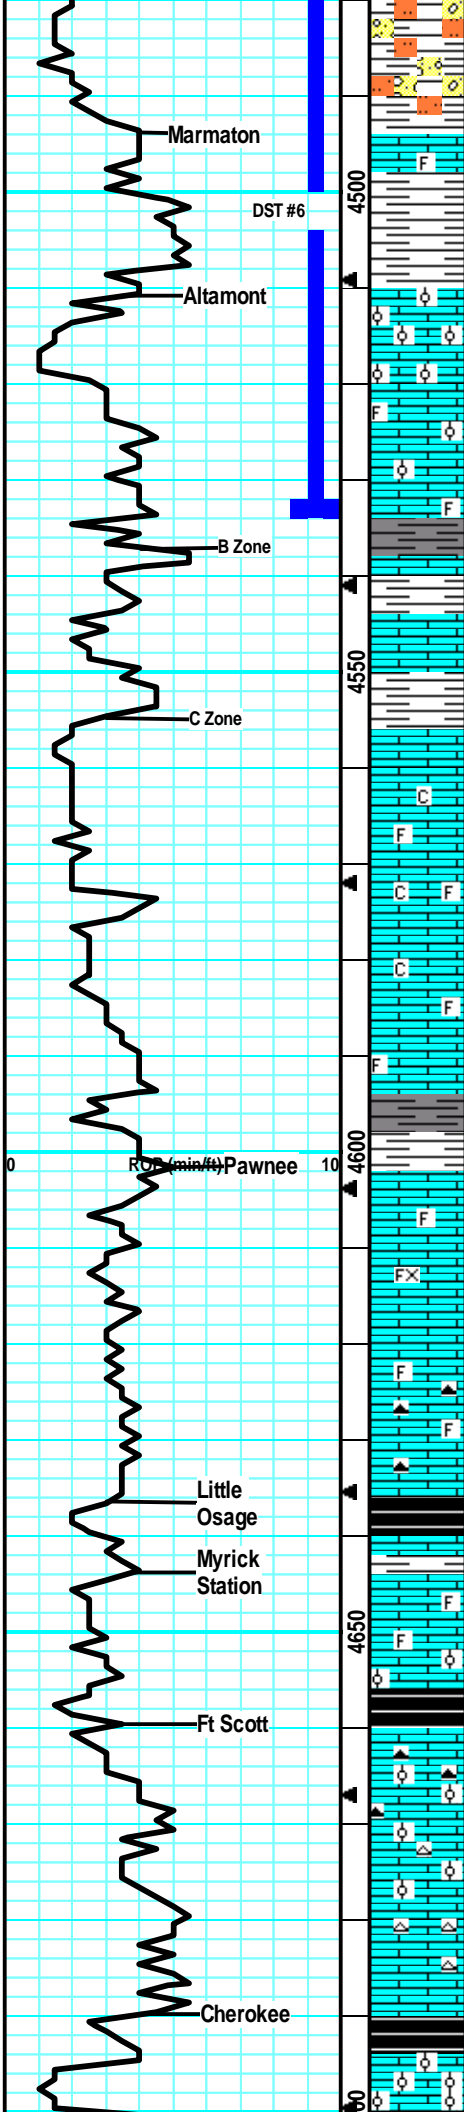 Marmaton
F
4500
DST #6
Altamont
F
F
B Zone
4550
C Zone
C
F
C F
C
F
F
4600
0 ROP (min/ft) 10
Pawnee
F
FX
F
F
Little
Osage
Myrick
Station
F
4650
F
Ft Scott
Cherokee